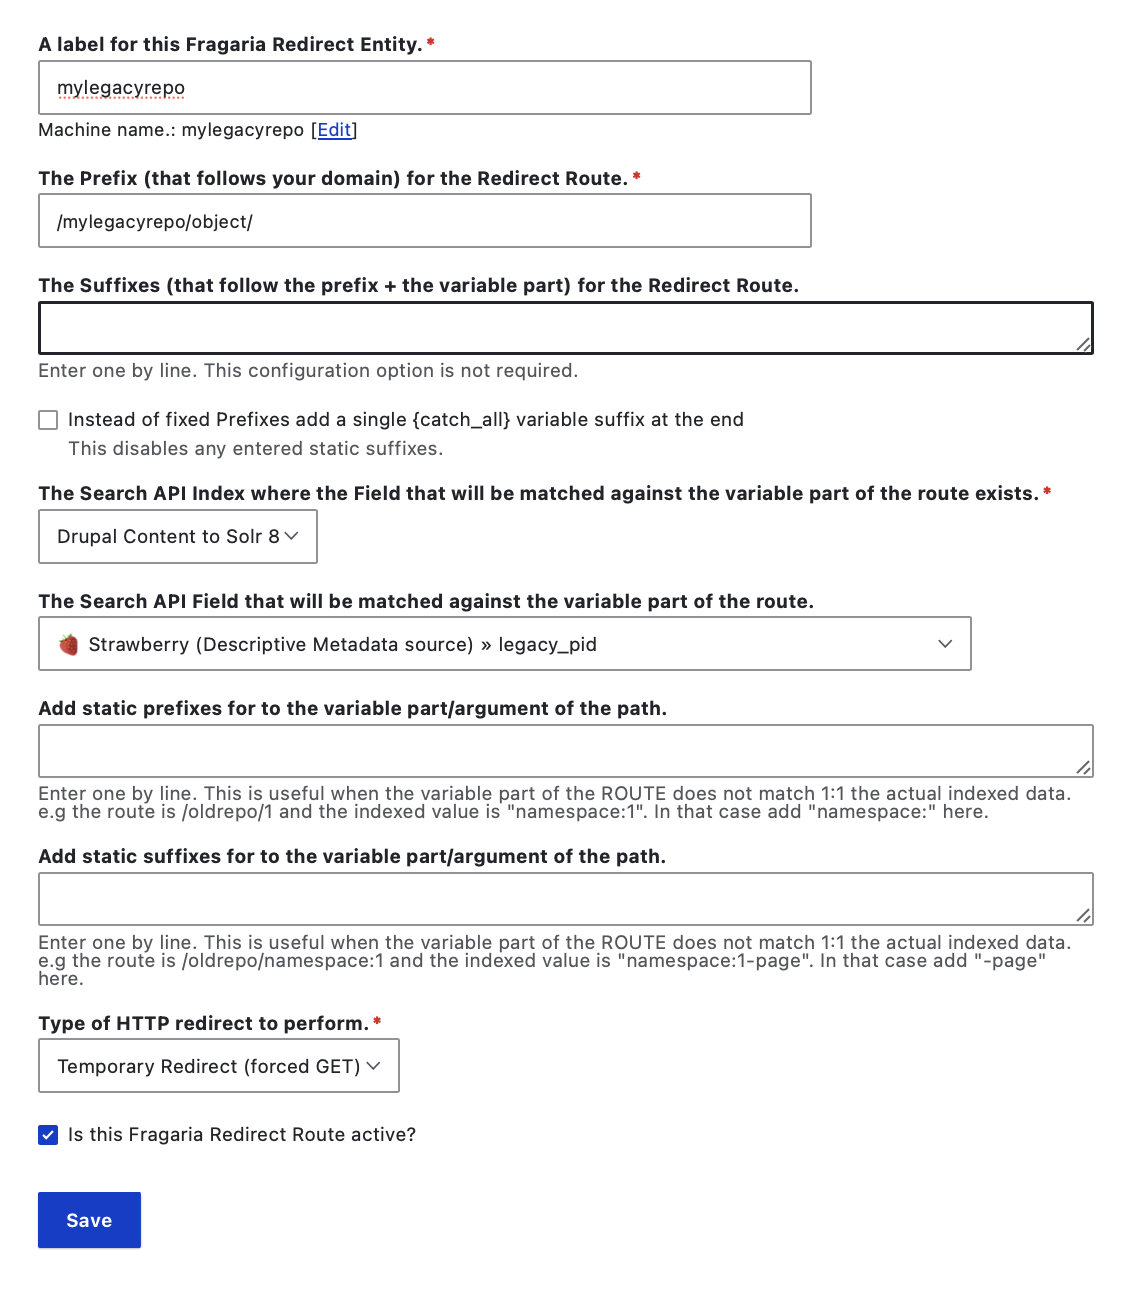 A label for this Fragaria Redirect Entity.*
mylegacyrepo
Machine name.: mylegacyrepo [Edit]
The Prefix (that follows your domain) for the Redirect Route.*
/mylegacyrepo/object/
The Suffixes (that follow the prefix + the variable part) for the Redirect Route.
Enter one by line. This configuration option is not required.
Instead of fixed Prefixes add a single {catch_all} variable suffix at the end
This disables any entered static suffixes.
The Search API Index where the Field that will be matched against the variable part of the route exists.*
Drupal Content to Solr 8
The Search API Field that will be matched against the variable part of the route.
🍓 Strawberry (Descriptive Metadata source) » legacy_pid
Add static prefixes for to the variable part/argument of the path.
Enter one by line. This is useful when the variable part of the ROUTE does not match 1:1 the actual indexed data.
e.g the route is /oldrepo/1 and the indexed value is "namespace:1". In that case add "namespace:" here.
Add static suffixes for to the variable part/argument of the path.
Enter one by line. This is useful when the variable part of the ROUTE does not match 1:1 the actual indexed data.
e.g the route is /oldrepo/namespace:1 and the indexed value is "namespace:1-page". In that case add "-page"
here.
Type of HTTP redirect to perform.*
Temporary Redirect (forced GET)
Is this Fragaria Redirect Route active?
Save